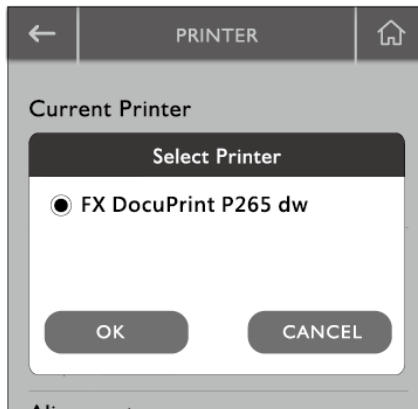 PRINTER
Current Printer
Select Printer
FX DocuPrint P265 dw
OK CANCEL